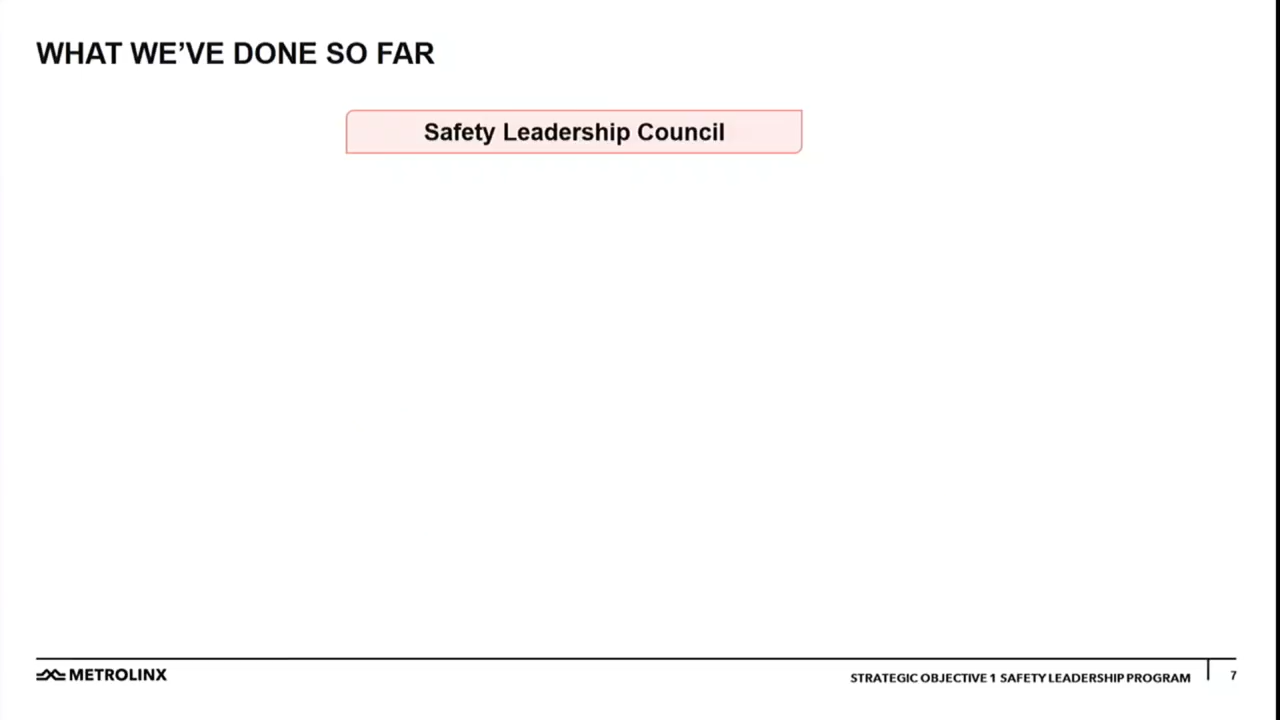 WHAT WE'VE DONE SO FAR
Safety Leadership Council
METROLINX
STRATEGIC OBJECTIVE 1 SAFETY LEADERSHIP PROGRAM
7